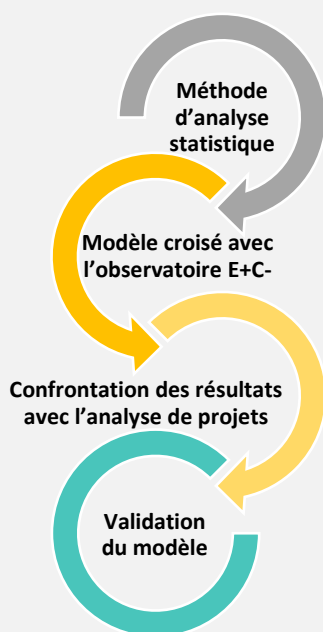 Méthode
d'analyse
statistique
Modèle croisé avec
l'observatoire E+C-
Confrontation des résultats
avec l'analyse de projets
Validation
du modèle